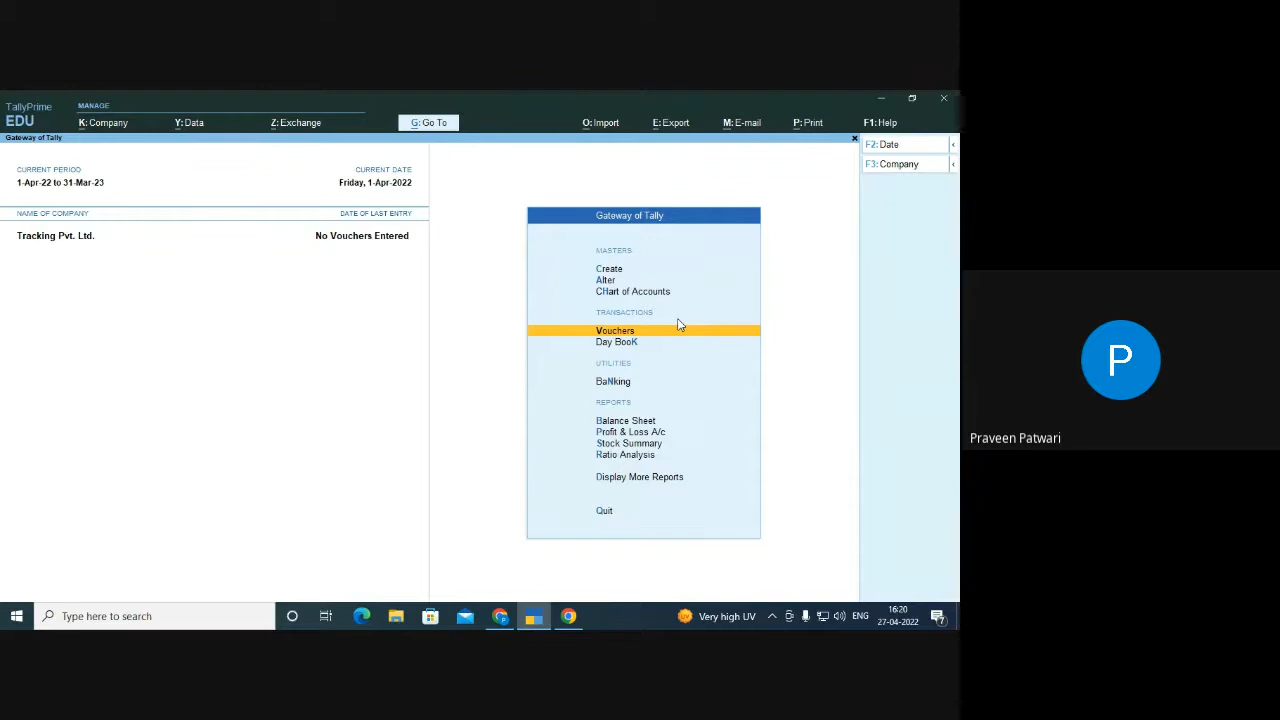 TallyPrime
EDU
MANAGE
K: Company
Y: Data
Z: Exchange
G: Go To
O: Import
E: Export
M: E-mail
P: Print
F1: Help
Gateway of Tally
F2: Date
F3: Company
CURRENT PERIOD
CURRENT DATE
1-Apr-22 to 31-Mar-23
Friday, 1-Apr-2022
NAME OF COMPANY
DATE OF LAST ENTRY
Tracking Pvt. Ltd.
No Vouchers Entered
Gateway of Tally
MASTERS
Create
Alter
CHart of Accounts
TRANSACTIONS
Vouchers
Day BooK
UTILITIES
BaNking
REPORTS
Balance Sheet
Profit & Loss A/c
Stock Summary
Ratio Analysis
Display More Reports
Quit
P
Praveen Patwari
Type here to search
Very high UV
ENG
16:20
27-04-2022
7